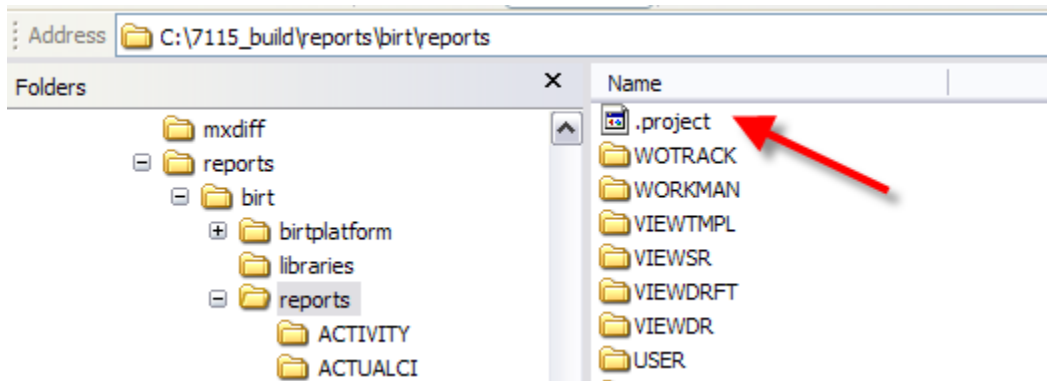 Address C:\7115_build\reports\birt\reports
Folders
mxdiff
reports
birt
birtplatform
libraries
reports
ACTIVITY
ACTUALCI
Name
.project
WOTRACK
WORKMAN
VIEWTMPL
VIEWSR
VIEWDRFT
VIEWDR
USER